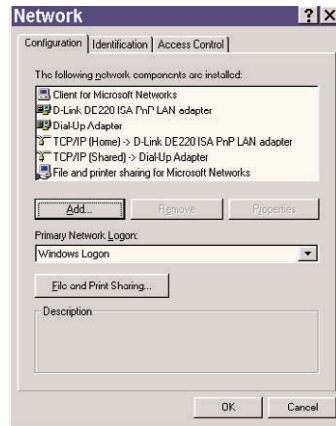 Network
Configuration Identification Access Control
The following network components are installed:
Client for Microsoft Networks
D-Link DE220 ISA PnP LAN adapter
Dial-Up Adapter
TCP/IP (Home) -> D-Link DE220 ISA PnP LAN adapter
TCP/IP (Shared) -> Dial-Up Adapter
File and printer sharing for Microsoft Networks
Add... Remove Properties
Primary Network Logon:
Windows Logon
File and Print Sharing...
Description
OK Cancel